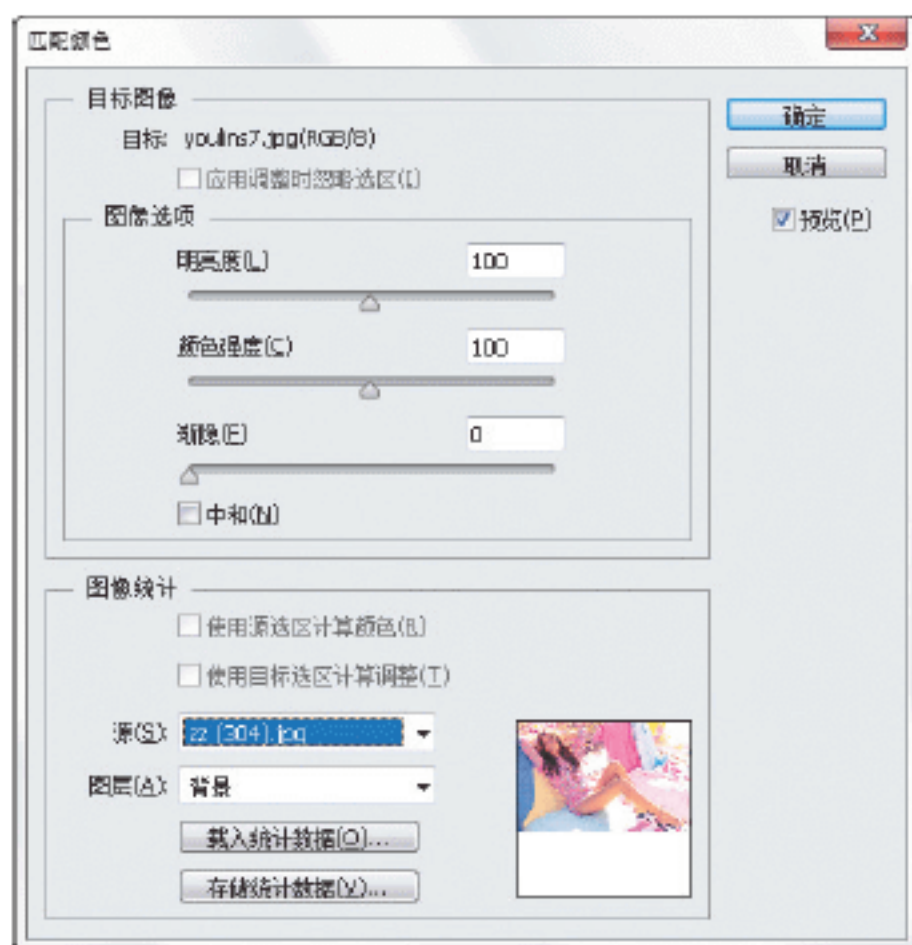 匹配颜色
目标图像
确定
目标: youlins7.jpg(RGB/8)
应用调整时忽略选区(I)
取消
图像选项
预览(P)
明亮度(L) 100
颜色强度(C) 100
渐隐(F) 0
中和(N)
图像统计
使用源选区计算颜色(R)
使用目标选区计算调整(T)
源(S): zz (304).jpg
图层(A): 背景
载入统计数据(O)...
存储统计数据(V)...